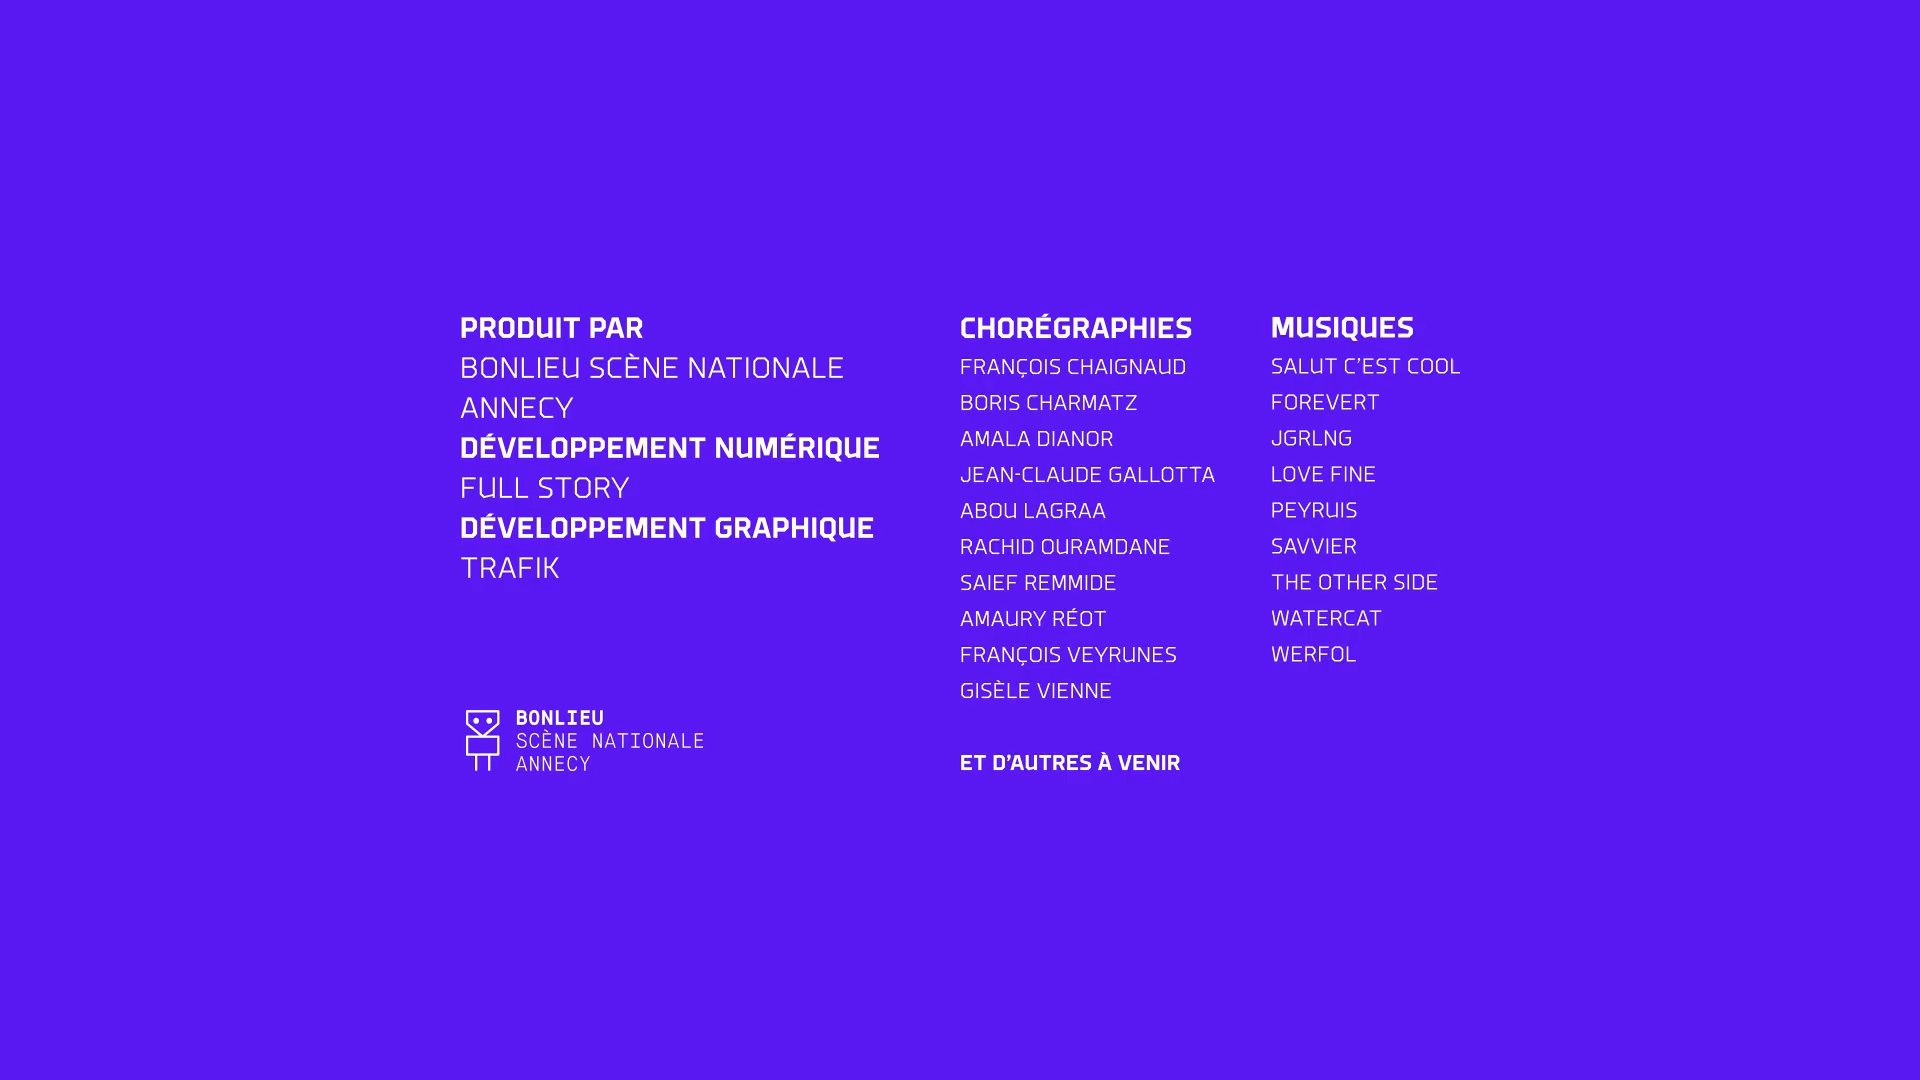 PRODUIT PAR
BONLIEU SCÈNE NATIONALE
ANNECY
DÉVELOPPEMENT NUMÉRIQUE
FULL STORY
DÉVELOPPEMENT GRAPHIQUE
TRAFIK
BONLIEU
SCÈNE NATIONALE
ANNECY
CHORÉGRAPHIES
FRANÇOIS CHAIGNAUD
BORIS CHARMATZ
AMALA DIANOR
JEAN-CLAUDE GALLOTTA
ABOU LAGRAA
RACHID OURAMDANE
SAIEF REMMIDE
AMAURY RÉOT
FRANÇOIS VEYRUNES
GISÈLE VIENNE
ET D’AUTRES À VENIR
MUSIQUES
SALUT C’EST COOL
FOREVERT
JGRLNG
LOVE FINE
PEYRUIS
SAVVIER
THE OTHER SIDE
WATERCAT
WERFOL